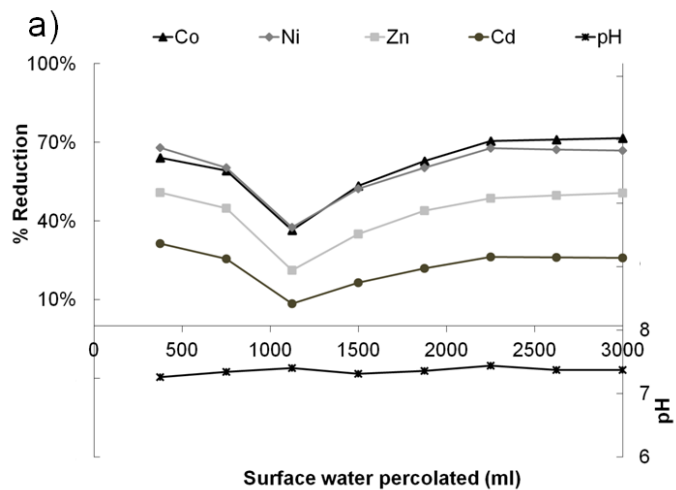 a)
Co Ni Zn Cd pH
100%
70%
40%
10%
% Reduction
0 500 1000 1500 2000 2500 3000
8
7
6
pH
Surface water percolated (ml)